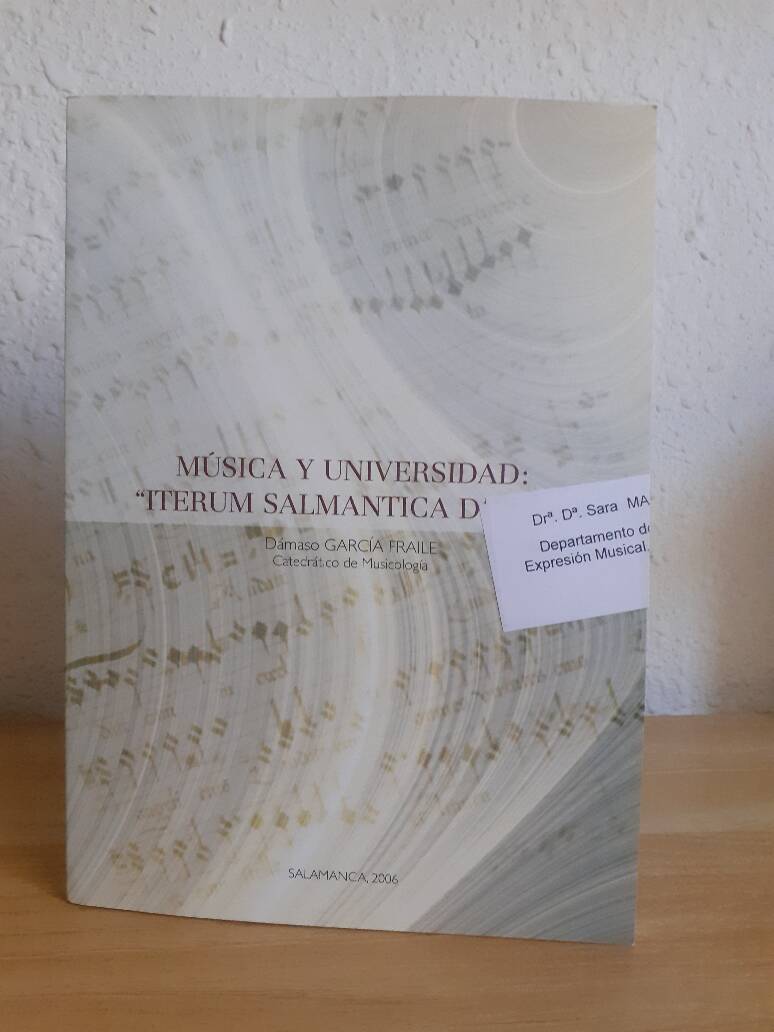 MÚSICA Y UNIVERSIDAD:
“ITERUM SALMANTICA
Dámaso GARCÍA FRAILE
Catedrático de Musicología
Drª. Dª. Sara MA
Departamento de
Expresión Musical.
SALAMANCA, 2006